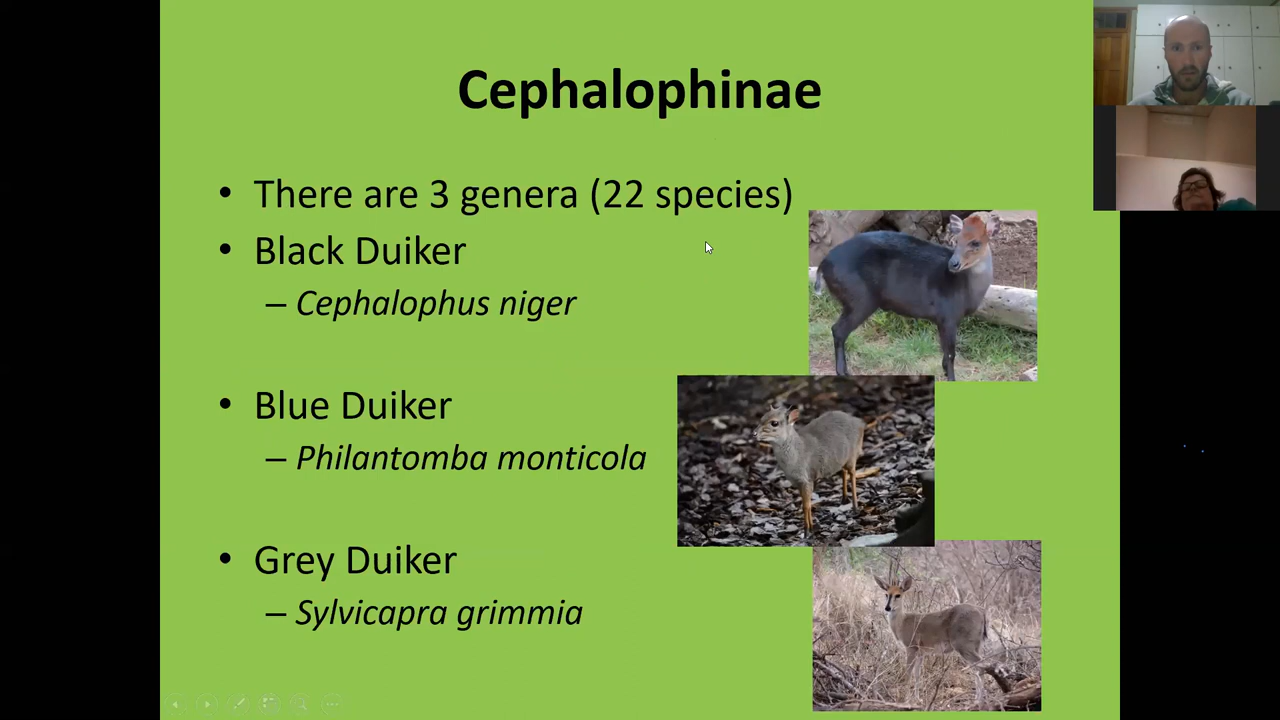 Cephalophinae
• There are 3 genera (22 species)
• Black Duiker
– Cephalophus niger
• Blue Duiker
– Philantomba monticola
• Grey Duiker
– Sylvicapra grimmia